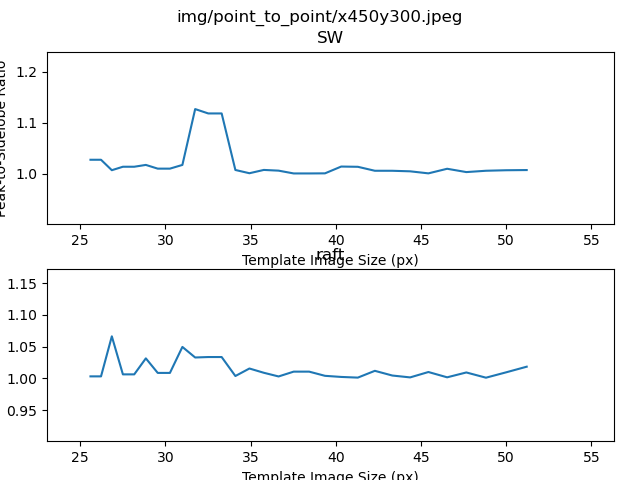 img/point_to_point/x450y300.jpeg
SW
Peak-to-Sidelobe Ratio
1.2
1.1
1.0
25 30 35 40 45 50 55
Template Image Size (px)
raft
1.15
1.10
1.05
1.00
0.95
25 30 35 40 45 50 55
Template Image Size (px)